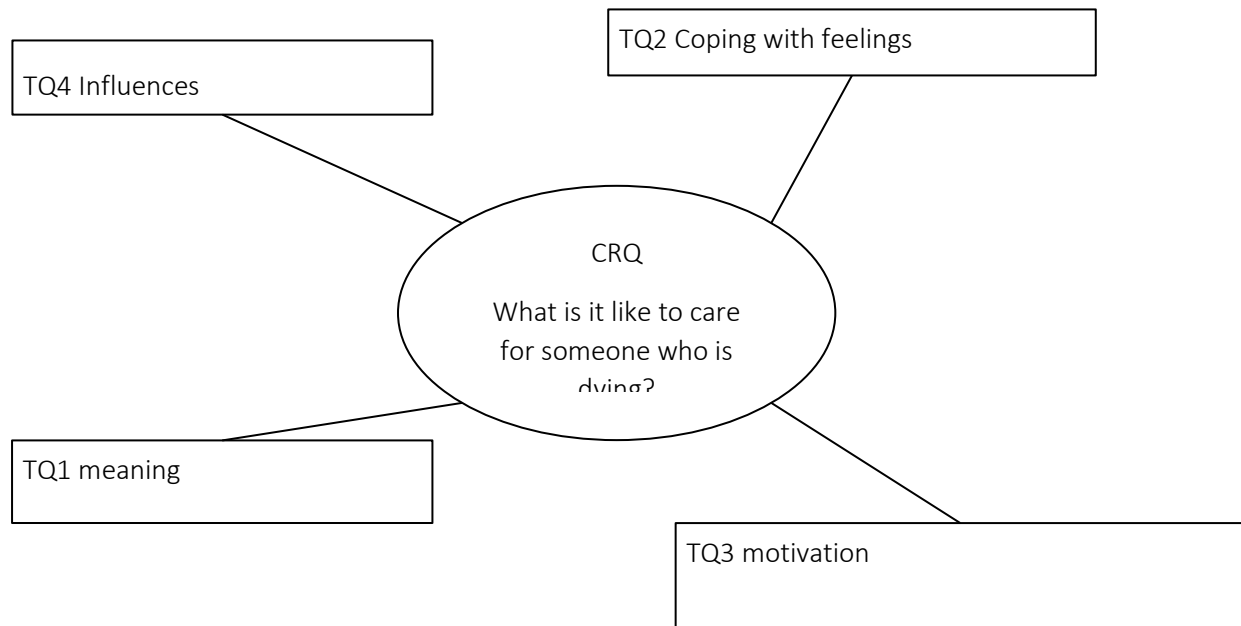 TQ2 Coping with feelings
TQ4 Influences
CRQ
What is it like to care
for someone who is
dying?
TQ1 meaning
TQ3 motivation